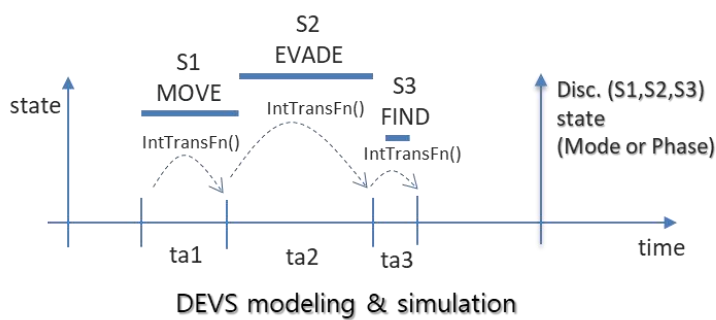 S2
EVADE
S1
MOVE
S3
FIND
state
IntTransFn()
IntTransFn()
IntTransFn()
Disc. (S1,S2,S3)
state
(Mode or Phase)
ta1
ta2
ta3
time
DEVS modeling & simulation